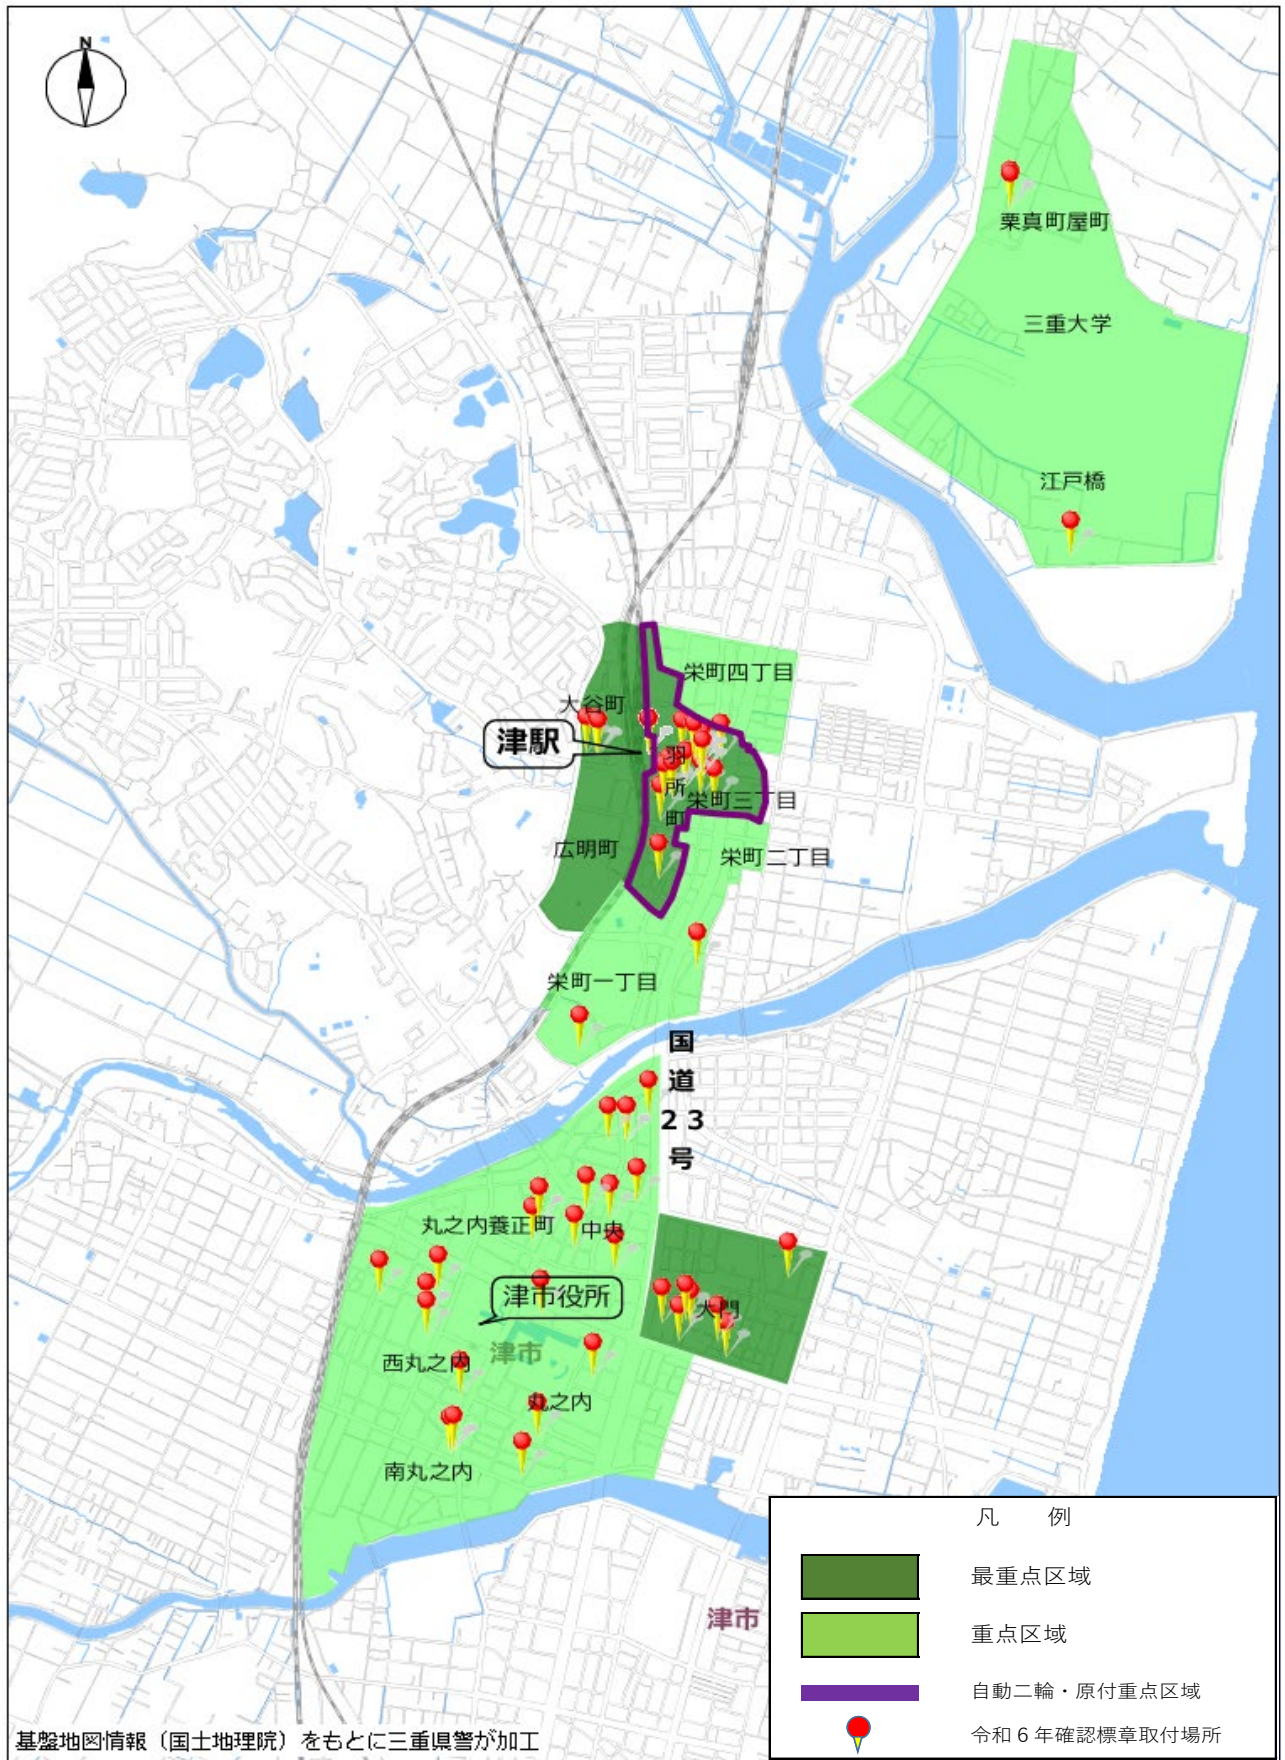 N
栗真町屋町
三重大学
江戸橋
栄町四丁目
大谷町
津駅
羽所町
栄町三丁目
広明町
栄町二丁目
栄町一丁目
国道２３号
丸之内養正町
中央
津市役所
大門
津市
西丸之内
丸之内
南丸之内
津市
凡　例
最重点区域
重点区域
自動二輪・原付重点区域
令和６年確認標章取付場所
基盤地図情報（国土地理院）をもとに三重県警が加工